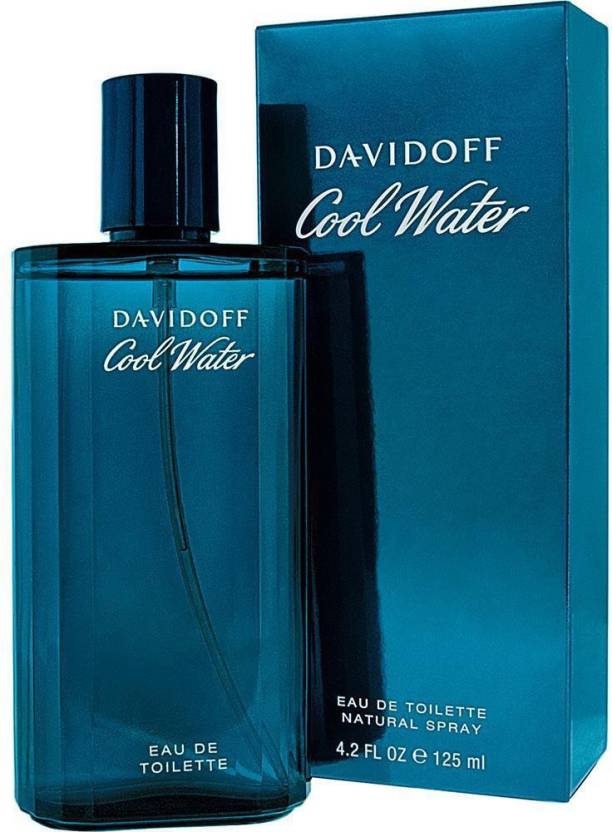 DAVIDOFF
Cool Water
EAU DE
TOILETTE
DAVIDOFF
Cool Water
EAU DE TOILETTE
NATURAL SPRAY
4.2 FL OZ ℮ 125 ml